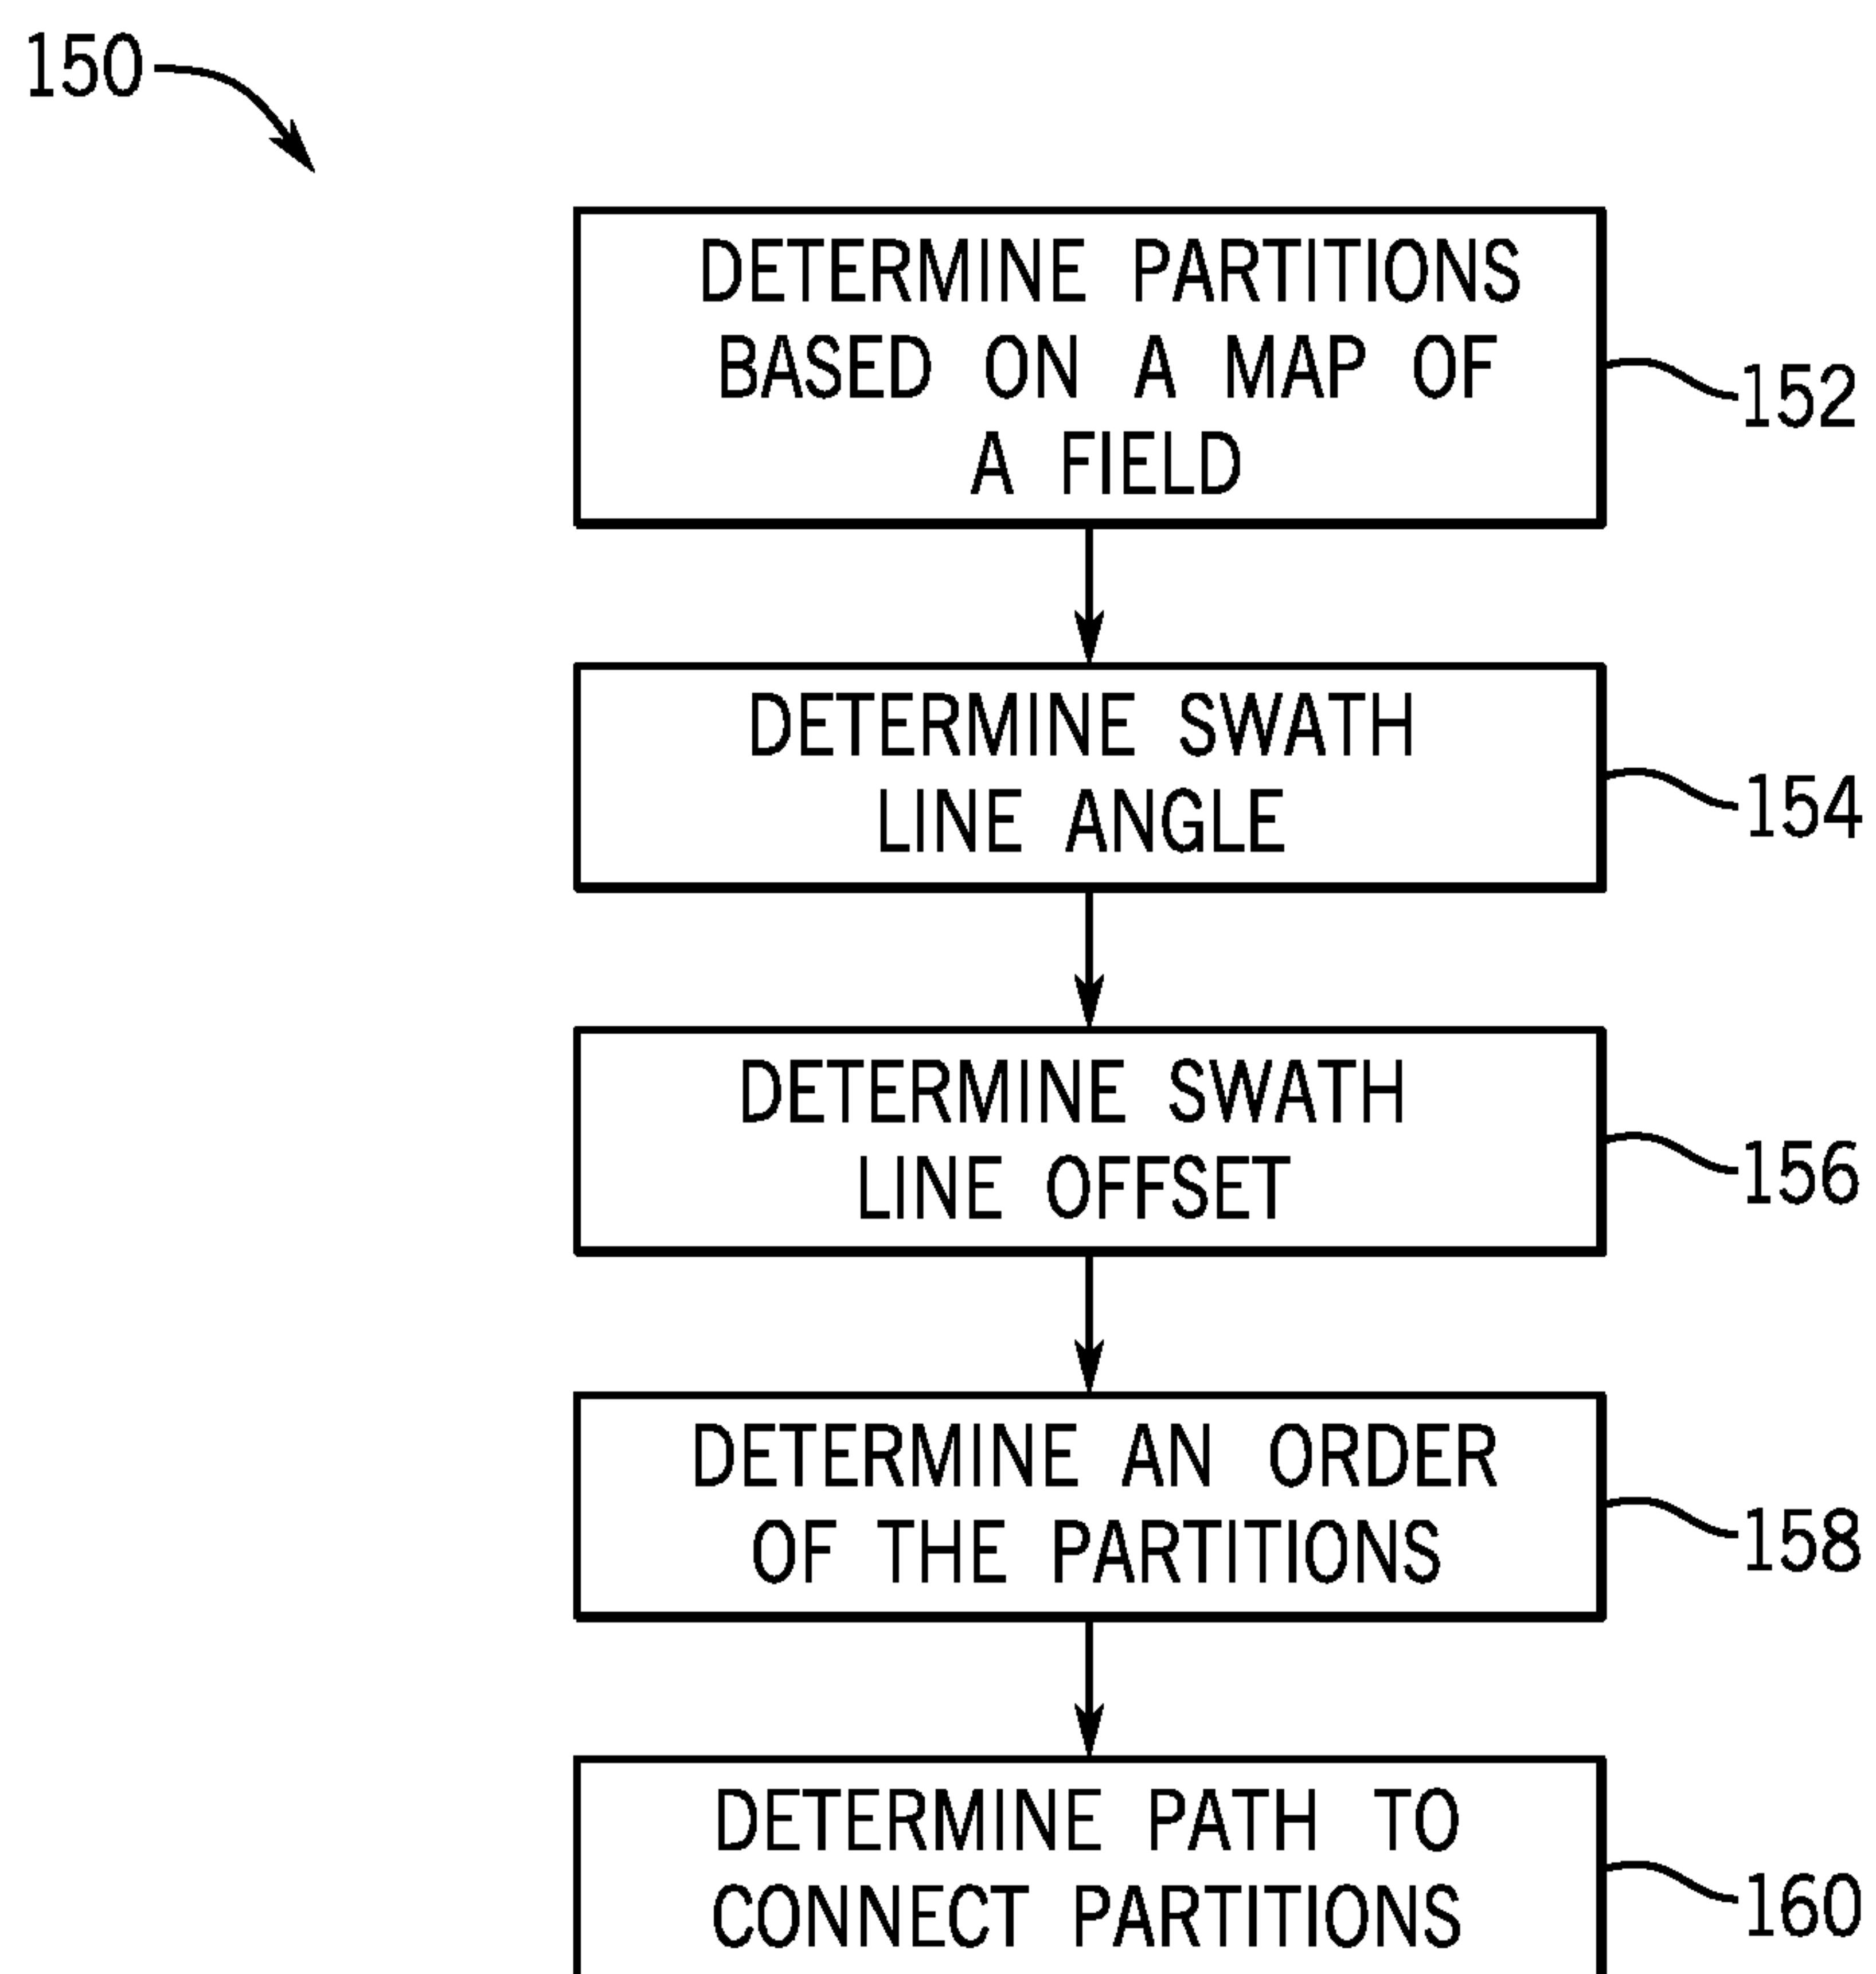 150
DETERMINE PARTITIONS
BASED ON A MAP OF
A FIELD
152
DETERMINE SWATH
LINE ANGLE
154
DETERMINE SWATH
LINE OFFSET
156
DETERMINE AN ORDER
OF THE PARTITIONS
158
DETERMINE PATH TO
CONNECT PARTITIONS
160